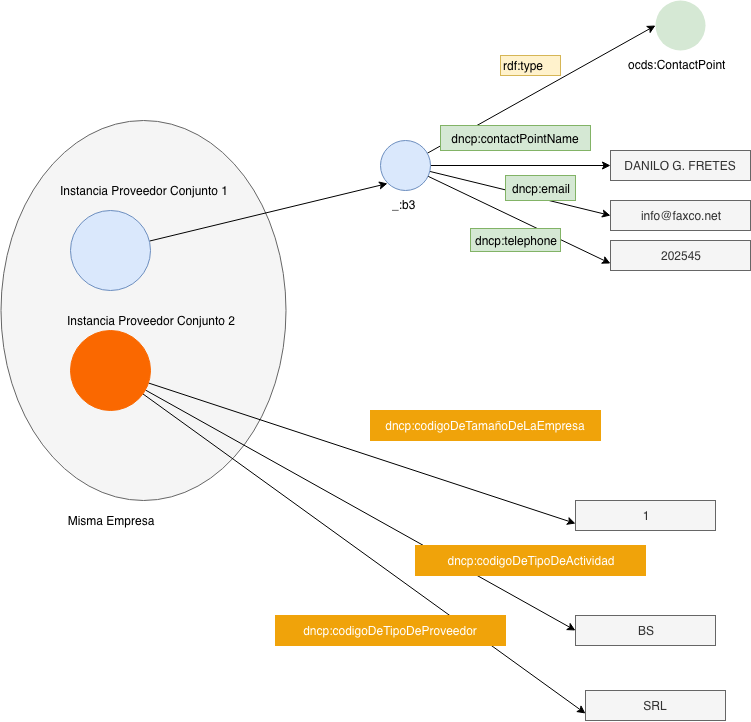 rdf:type
ocds:ContactPoint
dncp:contactPointName
DANILO G. FRETES
Instancia Proveedor Conjunto 1
dncp:email
_:b3
info@faxco.net
dncp:telephone
202545
Instancia Proveedor Conjunto 2
dncp:codigoDeTamañoDeLaEmpresa
Misma Empresa
1
dncp:codigoDeTipoDeActividad
dncp:codigoDeTipoDeProveedor
BS
SRL